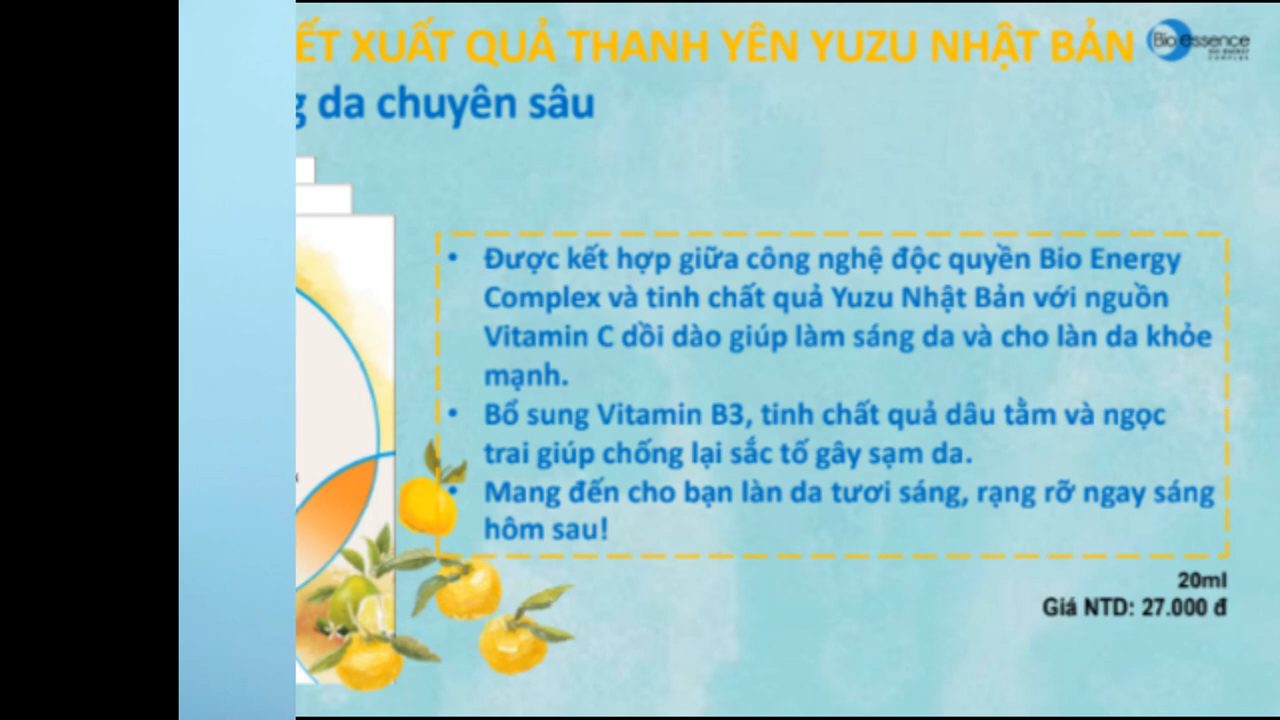 ẾT XUẤT QUẢ THANH YÊN YUZU NHẬT BẢN
Bio essence
BIO ENERGY
COMPLEX
g da chuyên sâu
• Được kết hợp giữa công nghệ độc quyền Bio Energy
Complex và tinh chất quả Yuzu Nhật Bản với nguồn
Vitamin C dồi dào giúp làm sáng da và cho làn da khỏe
mạnh.
• Bổ sung Vitamin B3, tinh chất quả dâu tằm và ngọc
trai giúp chống lại sắc tố gây sạm da.
• Mang đến cho bạn làn da tươi sáng, rạng rỡ ngay sáng
hôm sau!
20ml
Giá NTD: 27.000 đ